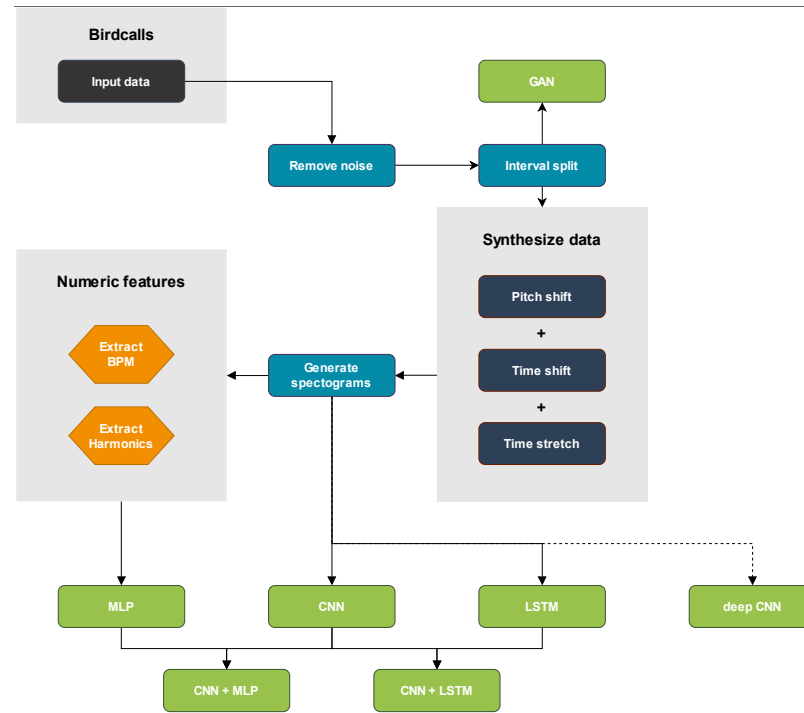 Birdcalls
Input data
GAN
Remove noise
Interval split
Synthesize data
Pitch shift
+
Time shift
+
Time stretch
Numeric features
Extract
BPM
Extract
Harmonics
Generate
spectograms
MLP
CNN
LSTM
deep CNN
CNN + MLP
CNN + LSTM